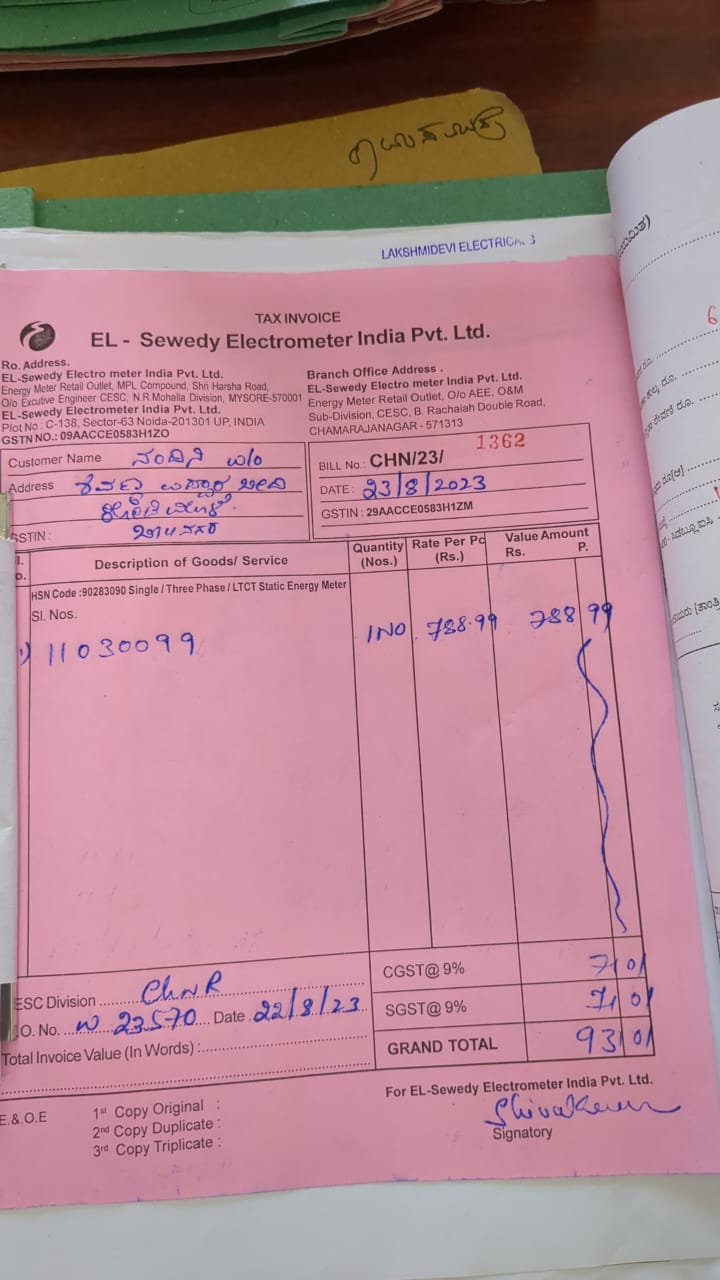 LAKSHMIDEVI ELECTRICALS
TAX INVOICE
EL - Sewedy Electrometer India Pvt. Ltd.
Ro. Address.
EL-Sewedy Electro meter India Pvt. Ltd.
Energy Meter Retail Outlet, MPL Compound, Shri Harsha Road,
O/o Excutive Engineer CESC, N.R.Mohalla Division, MYSORE-570001
EL-Sewedy Electrometer India Pvt. Ltd.
Plot No : C-138, Sector-63 Noida-201301 UP, INDIA
GSTN NO.: 09AACCE0583H1ZO
Branch Office Address .
EL-Sewedy Electro meter India Pvt. Ltd.
Energy Meter Retail Outlet, O/o AEE, O&M
Sub-Division, CESC, B. Rachaiah Double Road,
CHAMARAJANAGAR - 571313
Customer Name ನಂದಿನಿ w/o
Address
GSTIN :
1362
BILL No.: CHN/23/
DATE : 23/8/2023
GSTIN : 29AACCE0583H1ZM
Description of Goods/ Service
Quantity (Nos.)
Rate Per Pc (Rs.)
Value Amount
Rs. P.
HSN Code :90283090 Single / Three Phase / LTCT Static Energy Meter
Sl. Nos.
1) 11030099 1NO 788.99 788 99
CGST@ 9% 71 01
SGST@ 9% 71 01
GRAND TOTAL 931 01
ESC Division ChNR
.O. No. W 23570 Date 22/8/23
Total Invoice Value (In Words) :
For EL-Sewedy Electrometer India Pvt. Ltd.
Signatory
E.&.O.E
1st Copy Original :
2nd Copy Duplicate :
3rd Copy Triplicate :